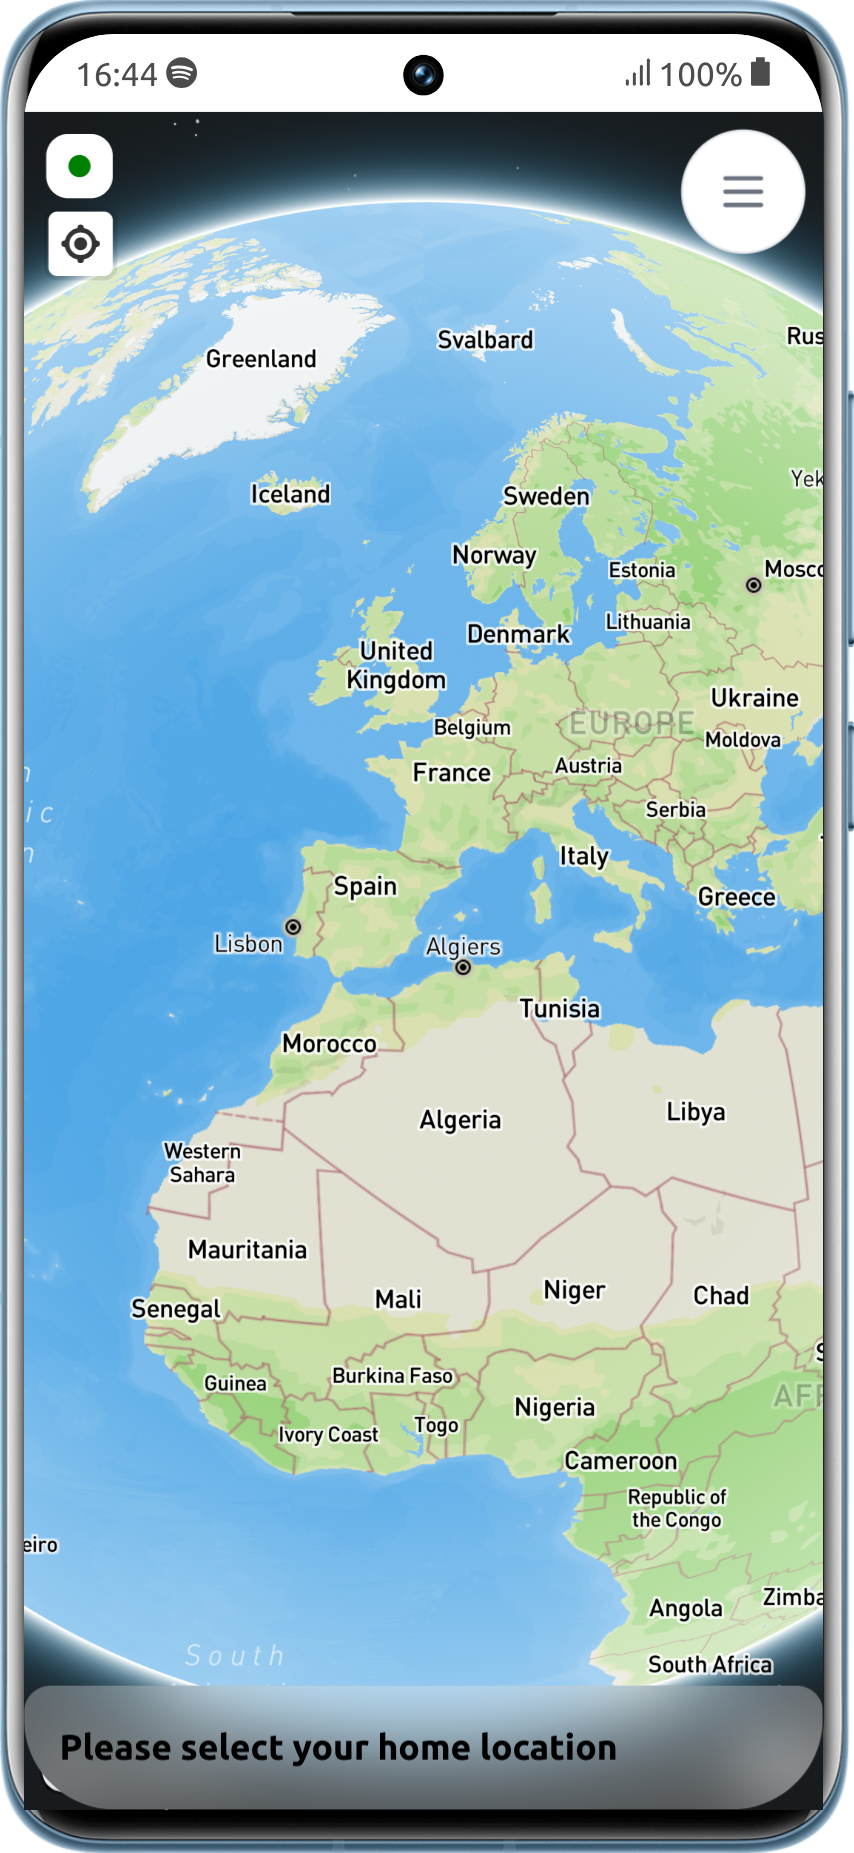 16:44
100%
Greenland
Svalbard
Rus
Iceland
Sweden
Yek
Norway
Estonia
Mosco
Denmark
Lithuania
United
Kingdom
Ukraine
Belgium
EUROPE
Moldova
France
Austria
ic
n
Serbia
Italy
Spain
Greece
Lisbon
Algiers
Tunisia
Morocco
Algeria
Libya
Western
Sahara
Mauritania
Mali
Niger
Chad
Senegal
S
Burkina Faso
Guinea
AFR
Nigeria
Ivory Coast
Togo
Cameroon
Republic of
the Congo
eiro
Angola
Zimba
South
South Africa
Please select your home location